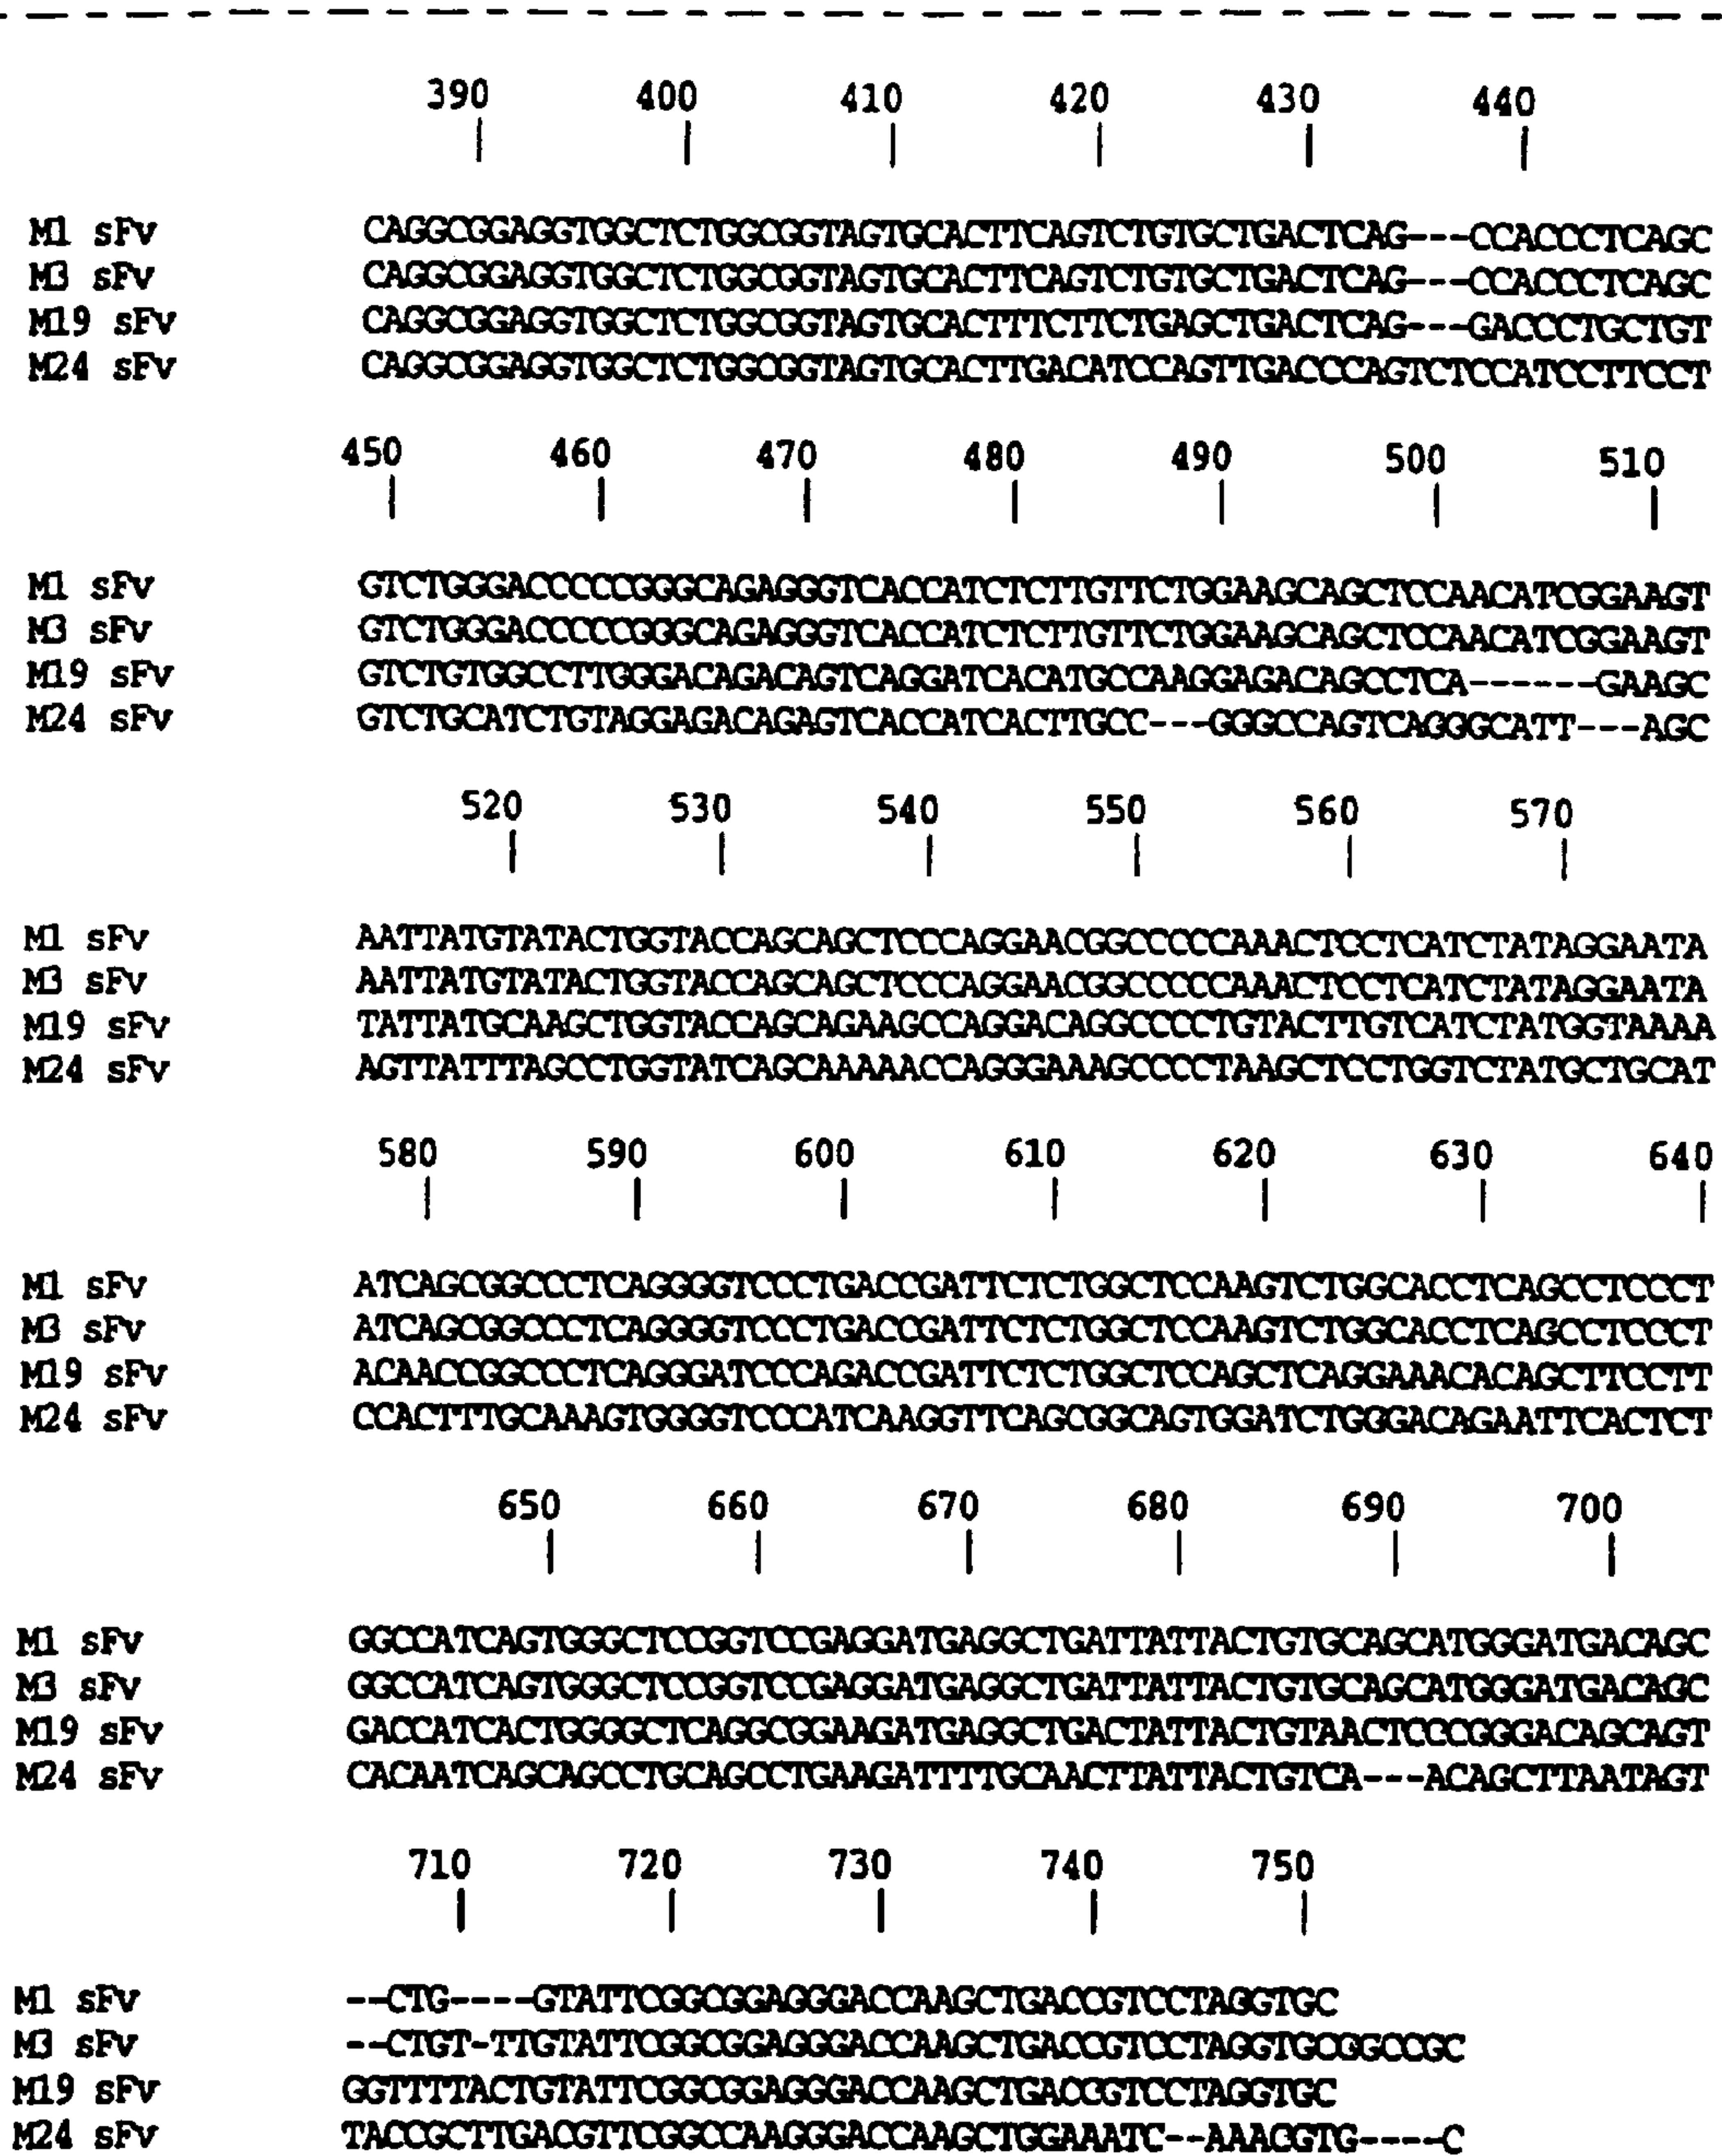 390 400 410 420 430 440
M1 sFv CAGGCGGAGGTGGCTCTGGCGGTAGTGCACTTCAGTCTGTGCTGACTCAG---CCACCCTCAGC
M3 sFv CAGGCGGAGGTGGCTCTGGCGGTAGTGCACTTCAGTCTGTGCTGACTCAG---CCACCCTCAGC
M19 sFv CAGGCGGAGGTGGCTCTGGCGGTAGTGCACTTTCTTCTGAGCTGACTCAG---GACCCTGCTGT
M24 sFv CAGGCGGAGGTGGCTCTGGCGGTAGTGCACTTGACATCCAGTTGACCCAGTCTCCATCCTTCCT
450 460 470 480 490 500 510
M1 sFv GTCTGGGACCCCCGGGCAGAGGGTCACCATCTCTTGTTCTGGAAGCAGCTCCAACATCGGAAGT
M3 sFv GTCTGGGACCCCCGGGCAGAGGGTCACCATCTCTTGTTCTGGAAGCAGCTCCAACATCGGAAGT
M19 sFv GTCTGTGGCCTTGGGACAGACAGTCAGGATCACATGCCAAGGAGACAGCCTCA------GAAGC
M24 sFv GTCTGCATCTGTAGGAGACAGAGTCACCATCACTTGCC---GGGCCAGTCAGGGCATT---AGC
520 530 540 550 560 570
M1 sFv AATTATGTATACTGGTACCAGCAGCTCCCAGGAACGGCCCCCAAACTCCTCATCTATAGGAATA
M3 sFv AATTATGTATACTGGTACCAGCAGCTCCCAGGAACGGCCCCCAAACTCCTCATCTATAGGAATA
M19 sFv TATTATGCAAGCTGGTACCAGCAGAAGCCAGGACAGGCCCCTGTACTTGTCATCTATGGTAAAA
M24 sFv AGTTATTTAGCCTGGTATCAGCAAAAACCAGGGAAAGCCCCTAAGCTCCTGGTCTATGCTGCAT
580 590 600 610 620 630 640
M1 sFv ATCAGCGGCCCTCAGGGGTCCCTGACCGATTCTCTGGCTCCAAGTCTGGCACCTCAGCCTCCCT
M3 sFv ATCAGCGGCCCTCAGGGGTCCCTGACCGATTCTCTGGCTCCAAGTCTGGCACCTCAGCCTCCCT
M19 sFv ACAACCGGCCCTCAGGGATCCCAGACCGATTCTCTGGCTCCAGCTCAGGAAACACAGCTTCCTT
M24 sFv CCACTTTGCAAAGTGGGGTCCCATCAAGGTTCAGCGGCAGTGGATCTGGGACAGAATTCACTCT
650 660 670 680 690 700
M1 sFv GGCCATCAGTGGGCTCCGGTCCGAGGATGAGGCTGATTATTACTGTGCAGCATGGGATGACAGC
M3 sFv GGCCATCAGTGGGCTCCGGTCCGAGGATGAGGCTGATTATTACTGTGCAGCATGGGATGACAGC
M19 sFv GACCATCACTGGGGCTCAGGCGGAAGATGAGGCTGACTATTACTGTAACTCCCGGGACAGCAGT
M24 sFv CACAATCAGCAGCCTGCAGCCTGAAGATTTTGCAACTTATTACTGTCA---ACAGCTTAATAGT
710 720 730 740 750
M1 sFv --CTG----GTATTCGGCGGAGGGACCAAGCTGACCGTCCTAGGTGC
M3 sFv --CTGT-TTGTATTCGGCGGAGGGACCAAGCTGACCGTCCTAGGTGCGGCCGC
M19 sFv GGTTTTACTGTATTCGGCGGAGGGACCAAGCTGACCGTCCTAGGTGC
M24 sFv TACCGCTTGACGTTCGGCCAAGGGACCAAGCTGGAAATC--AAACGTG----C